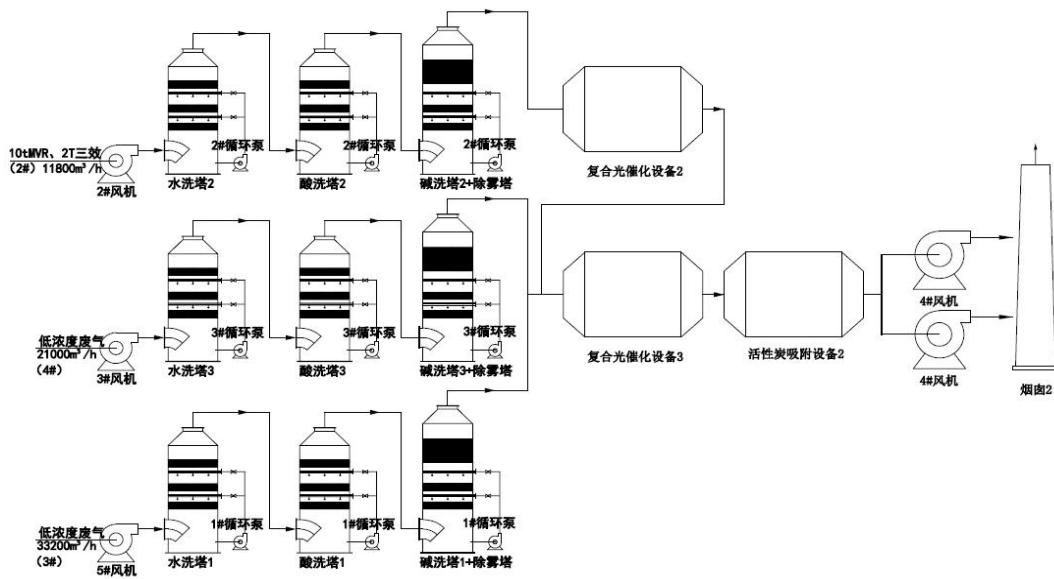 10tMVR、2T三效
（2#）11800m³/h
2#风机
水洗塔2
2#循环泵
酸洗塔2
2#循环泵
碱洗塔2+除雾塔
2#循环泵
复合光催化设备2
低浓度废气
21000m³/h
（4#）
3#风机
水洗塔3
3#循环泵
酸洗塔3
3#循环泵
碱洗塔3+除雾塔
3#循环泵
复合光催化设备3
活性炭吸附设备2
4#风机
4#风机
烟囱2
低浓度废气
33200m³/h
（3#）
5#风机
水洗塔1
1#循环泵
酸洗塔1
1#循环泵
碱洗塔1+除雾塔
1#循环泵